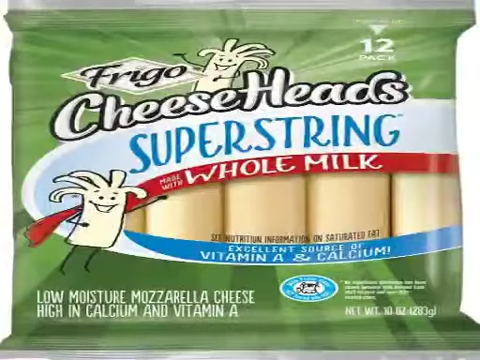 12
PACK
Frigo
CheeseHeads
SUPERSTRING
MADE WITH WHOLE MILK
SEE NUTRITION INFORMATION ON SATURATED FAT
EXCELLENT SOURCE OF
VITAMIN A & CALCIUM!
LOW MOISTURE MOZZARELLA CHEESE
HIGH IN CALCIUM AND VITAMIN A
NET WT. 10 OZ (283g)